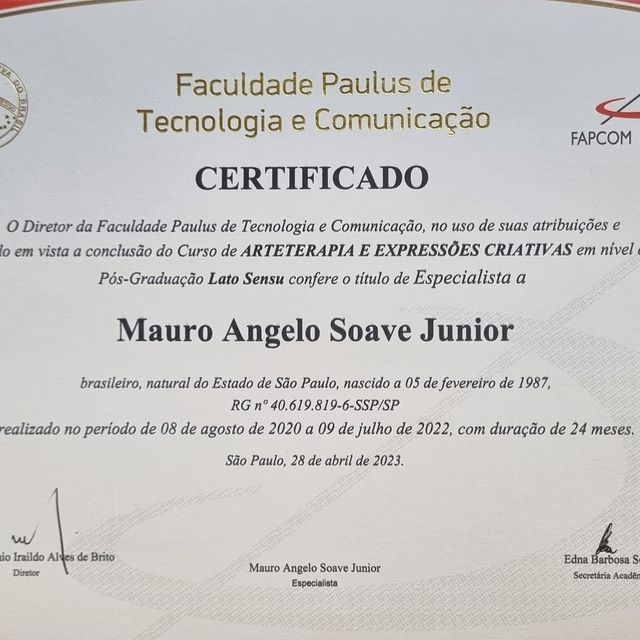 Faculdade Paulus de
Tecnologia e Comunicação
FAPCOM
CERTIFICADO
O Diretor da Faculdade Paulus de Tecnologia e Comunicação, no uso de suas atribuições e
em vista a conclusão do Curso de ARTETERAPIA E EXPRESSÕES CRIATIVAS em nível
Pós-Graduação Lato Sensu confere o título de Especialista a
Mauro Angelo Soave Junior
brasileiro, natural do Estado de São Paulo, nascido a 05 de fevereiro de 1987,
RG nº 40.619.819-6-SSP/SP
realizado no período de 08 de agosto de 2020 a 09 de julho de 2022, com duração de 24 meses.
São Paulo, 28 de abril de 2023.
Iraildo Alves de Brito
Diretor
Mauro Angelo Soave Junior
Especialista
Edna Barbosa
Secretária